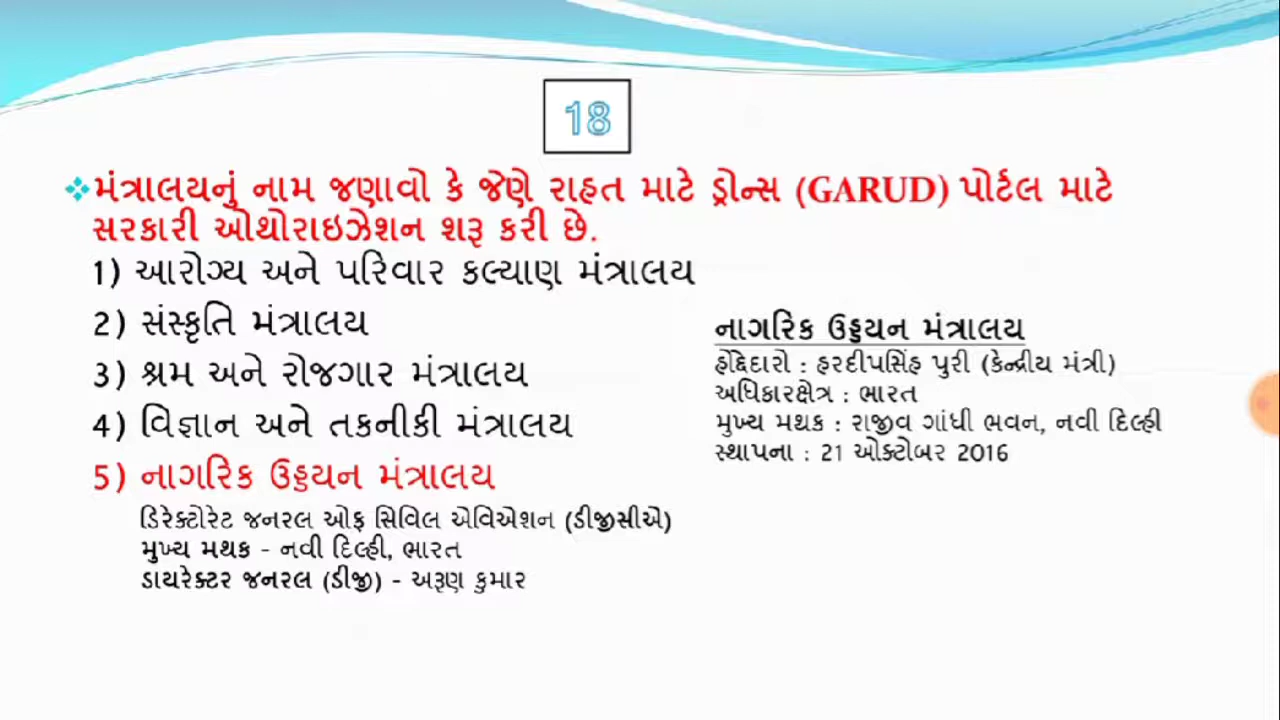 18
મંત્રાલયનું નામ જણાવો કે જેણે રાહત માટે ડ્રોન્સ (GARUD) પોર્ટલ માટે
સરકારી ઓથોરાઇઝેશન શરૂ કરી છે.
1) આરોગ્ય અને પરિવાર કલ્યાણ મંત્રાલય
2) સંસ્કૃતિ મંત્રાલય
3) શ્રમ અને રોજગાર મંત્રાલય
4) વિજ્ઞાન અને તકનીકી મંત્રાલય
5) નાગરિક ઉડ્ડયન મંત્રાલય
ડિરેક્ટોરેટ જનરલ ઓફ સિવિલ એવિએશન (ડીજીસીએ)
મુખ્ય મથક - નવી દિલ્હી, ભારત
ડાયરેક્ટર જનરલ (ડીજી) - અરૂણ કુમાર
નાગરિક ઉડ્ડયન મંત્રાલય
હોદ્દેદારો : હરદીપસિંહ પુરી (કેન્દ્રીય મંત્રી)
અધિકારક્ષેત્ર : ભારત
મુખ્ય મથક : રાજીવ ગાંધી ભવન, નવી દિલ્હી
સ્થાપના : 21 ઓક્ટોબર 2016